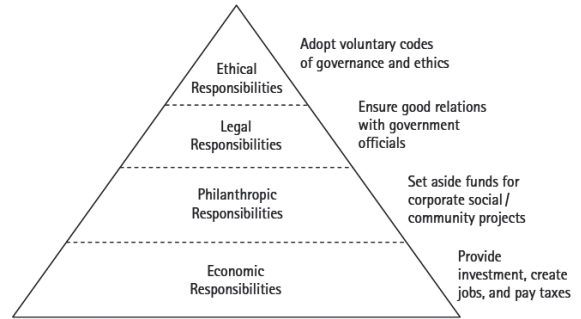 Ethical
Responsibilities
Adopt voluntary codes
of governance and ethics
Legal
Responsibilities
Ensure good relations
with government
officials
Philanthropic
Responsibilities
Set aside funds for
corporate social /
community projects
Economic
Responsibilities
Provide
investment, create
jobs, and pay taxes